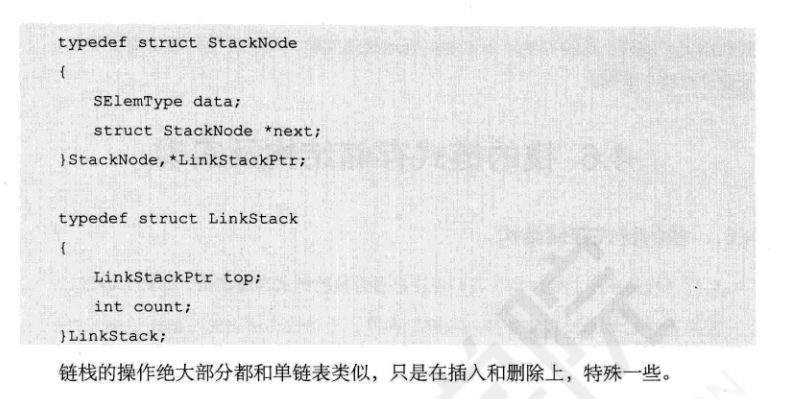 typedef struct StackNode
{
SElemType data;
struct StackNode *next;
}StackNode,*LinkStackPtr;
typedef struct LinkStack
{
LinkStackPtr top;
int count;
}LinkStack;
链栈的操作绝大部分都和单链表类似，只是在插入和删除上，特殊一些。